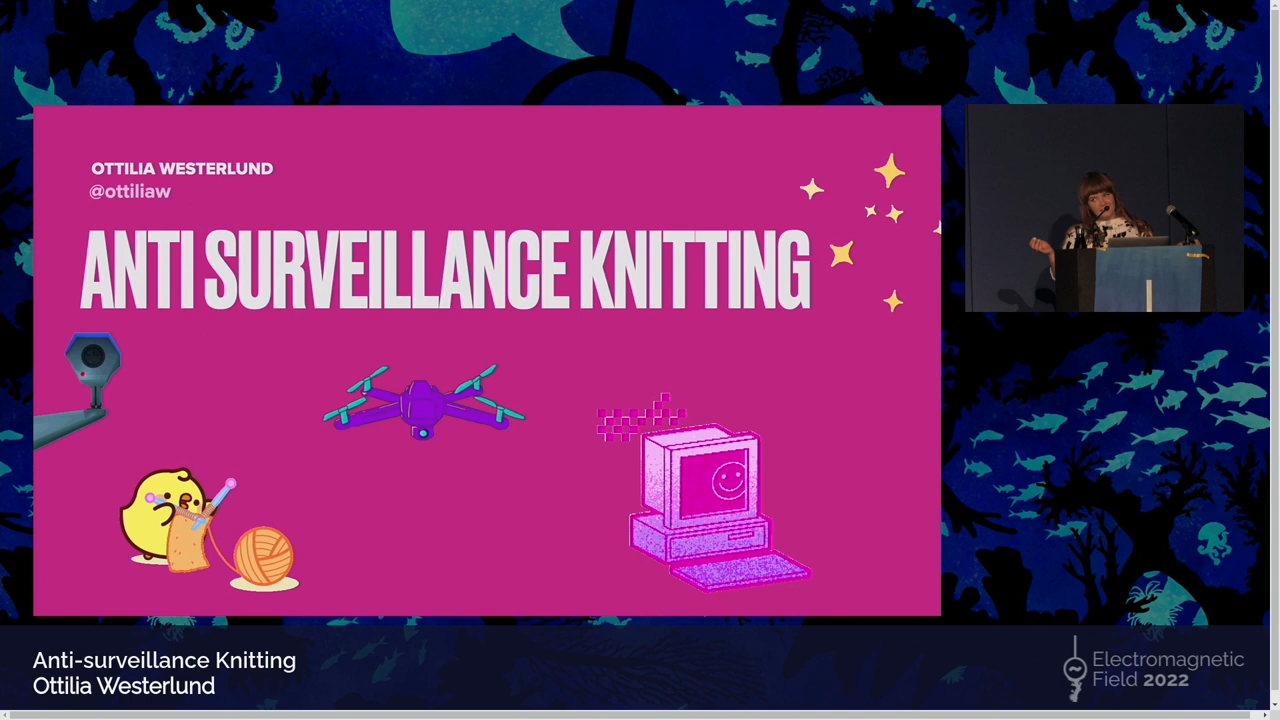 OTTILIA WESTERLUND
@ottiliaw
ANTI SURVEILLANCE KNITTING
Anti-surveillance Knitting
Ottilia Westerlund
Electromagnetic
Field 2022